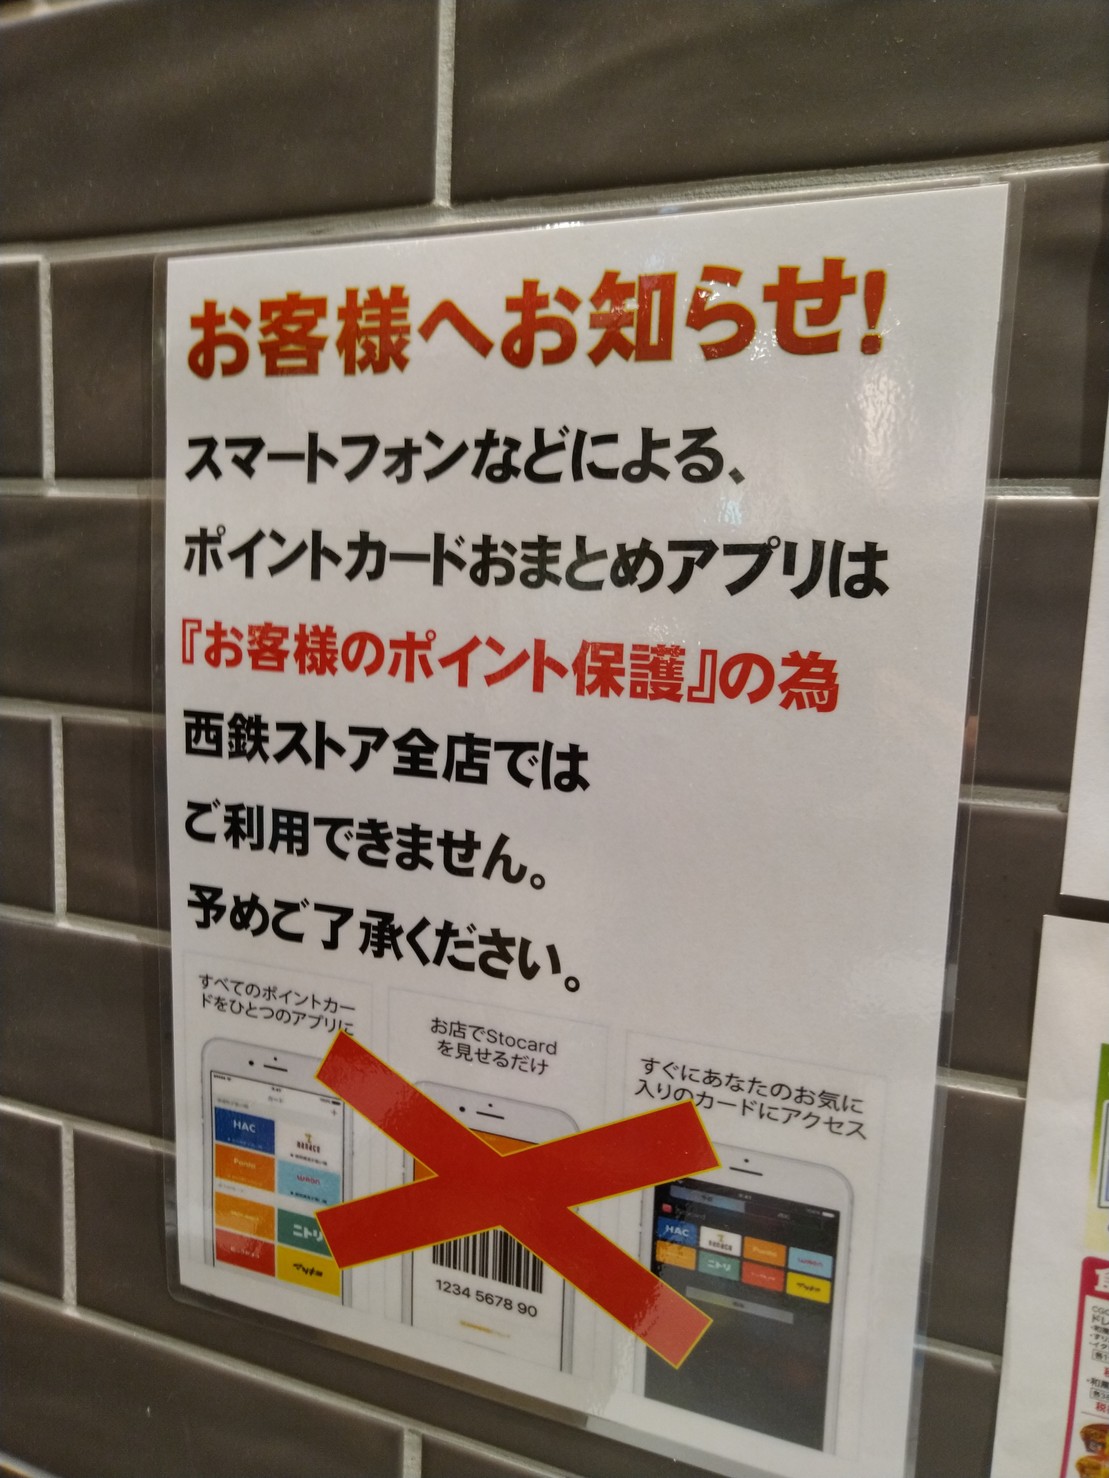 お客様へお知らせ!
スマートフォンなどによる、
ポイントカードおまとめアプリは
『お客様のポイント保護』の為
西鉄ストア全店では
ご利用できません。
予めご了承ください。
すべてのポイントカー
ドをひとつのアプリに
お店でStocard
を見せるだけ
すぐにあなたのお気に
入りのカードにアクセス
カード
HAC
Ponta
ニトリ
1234 5678 90
HAC
Ponta
ニトリ